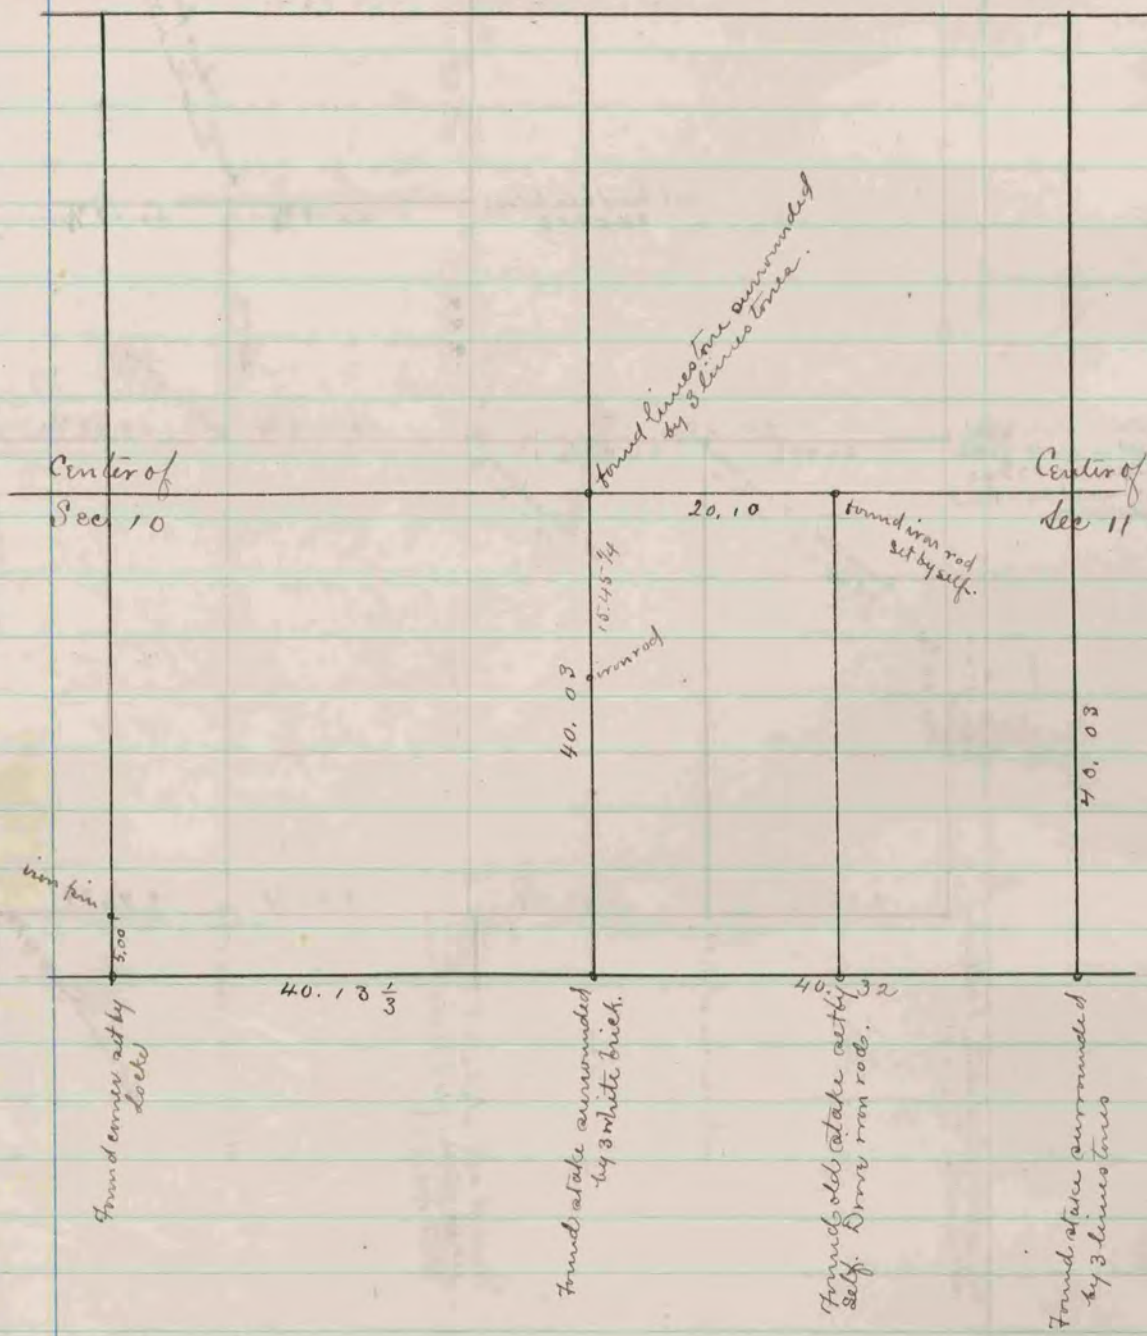 found limestone surrounded
by 3 limestones.
Center of
Sec 10
20.10
found iron rod
set by self.
Center of
Sec 11
15.45 3/4
iron rod
40.03
40.03
iron pin
5.00
40.13 1/3
40.32
Found corner set by
Locke
Found stake surrounded
by 3 white brick.
Found old stake set by
self. Drove iron rod.
Found stake surrounded
by 3 limestones